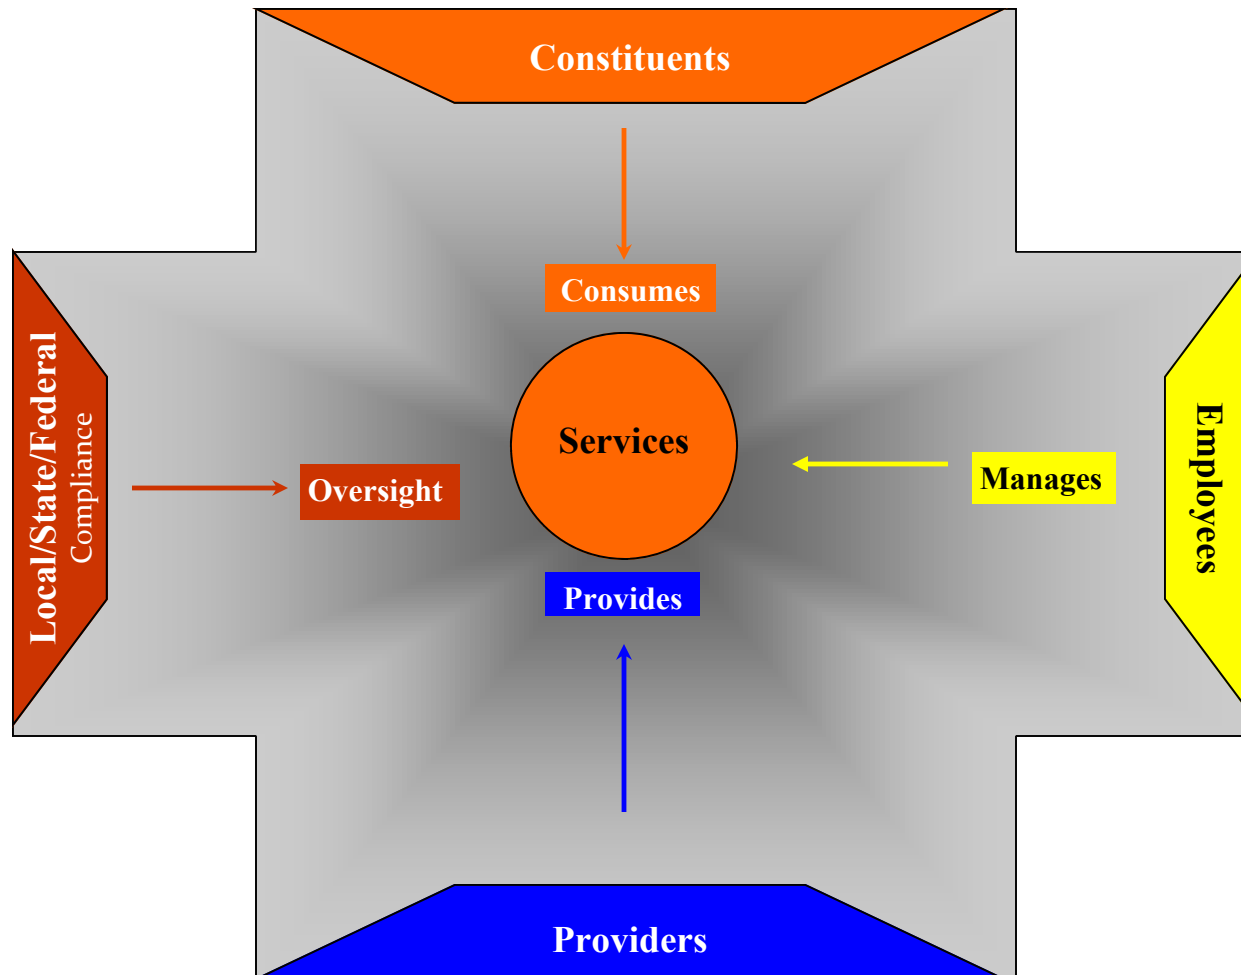 Constituents
Consumes
Services
Local/State/Federal
Compliance
Oversight
Manages
Employees
Provides
Providers